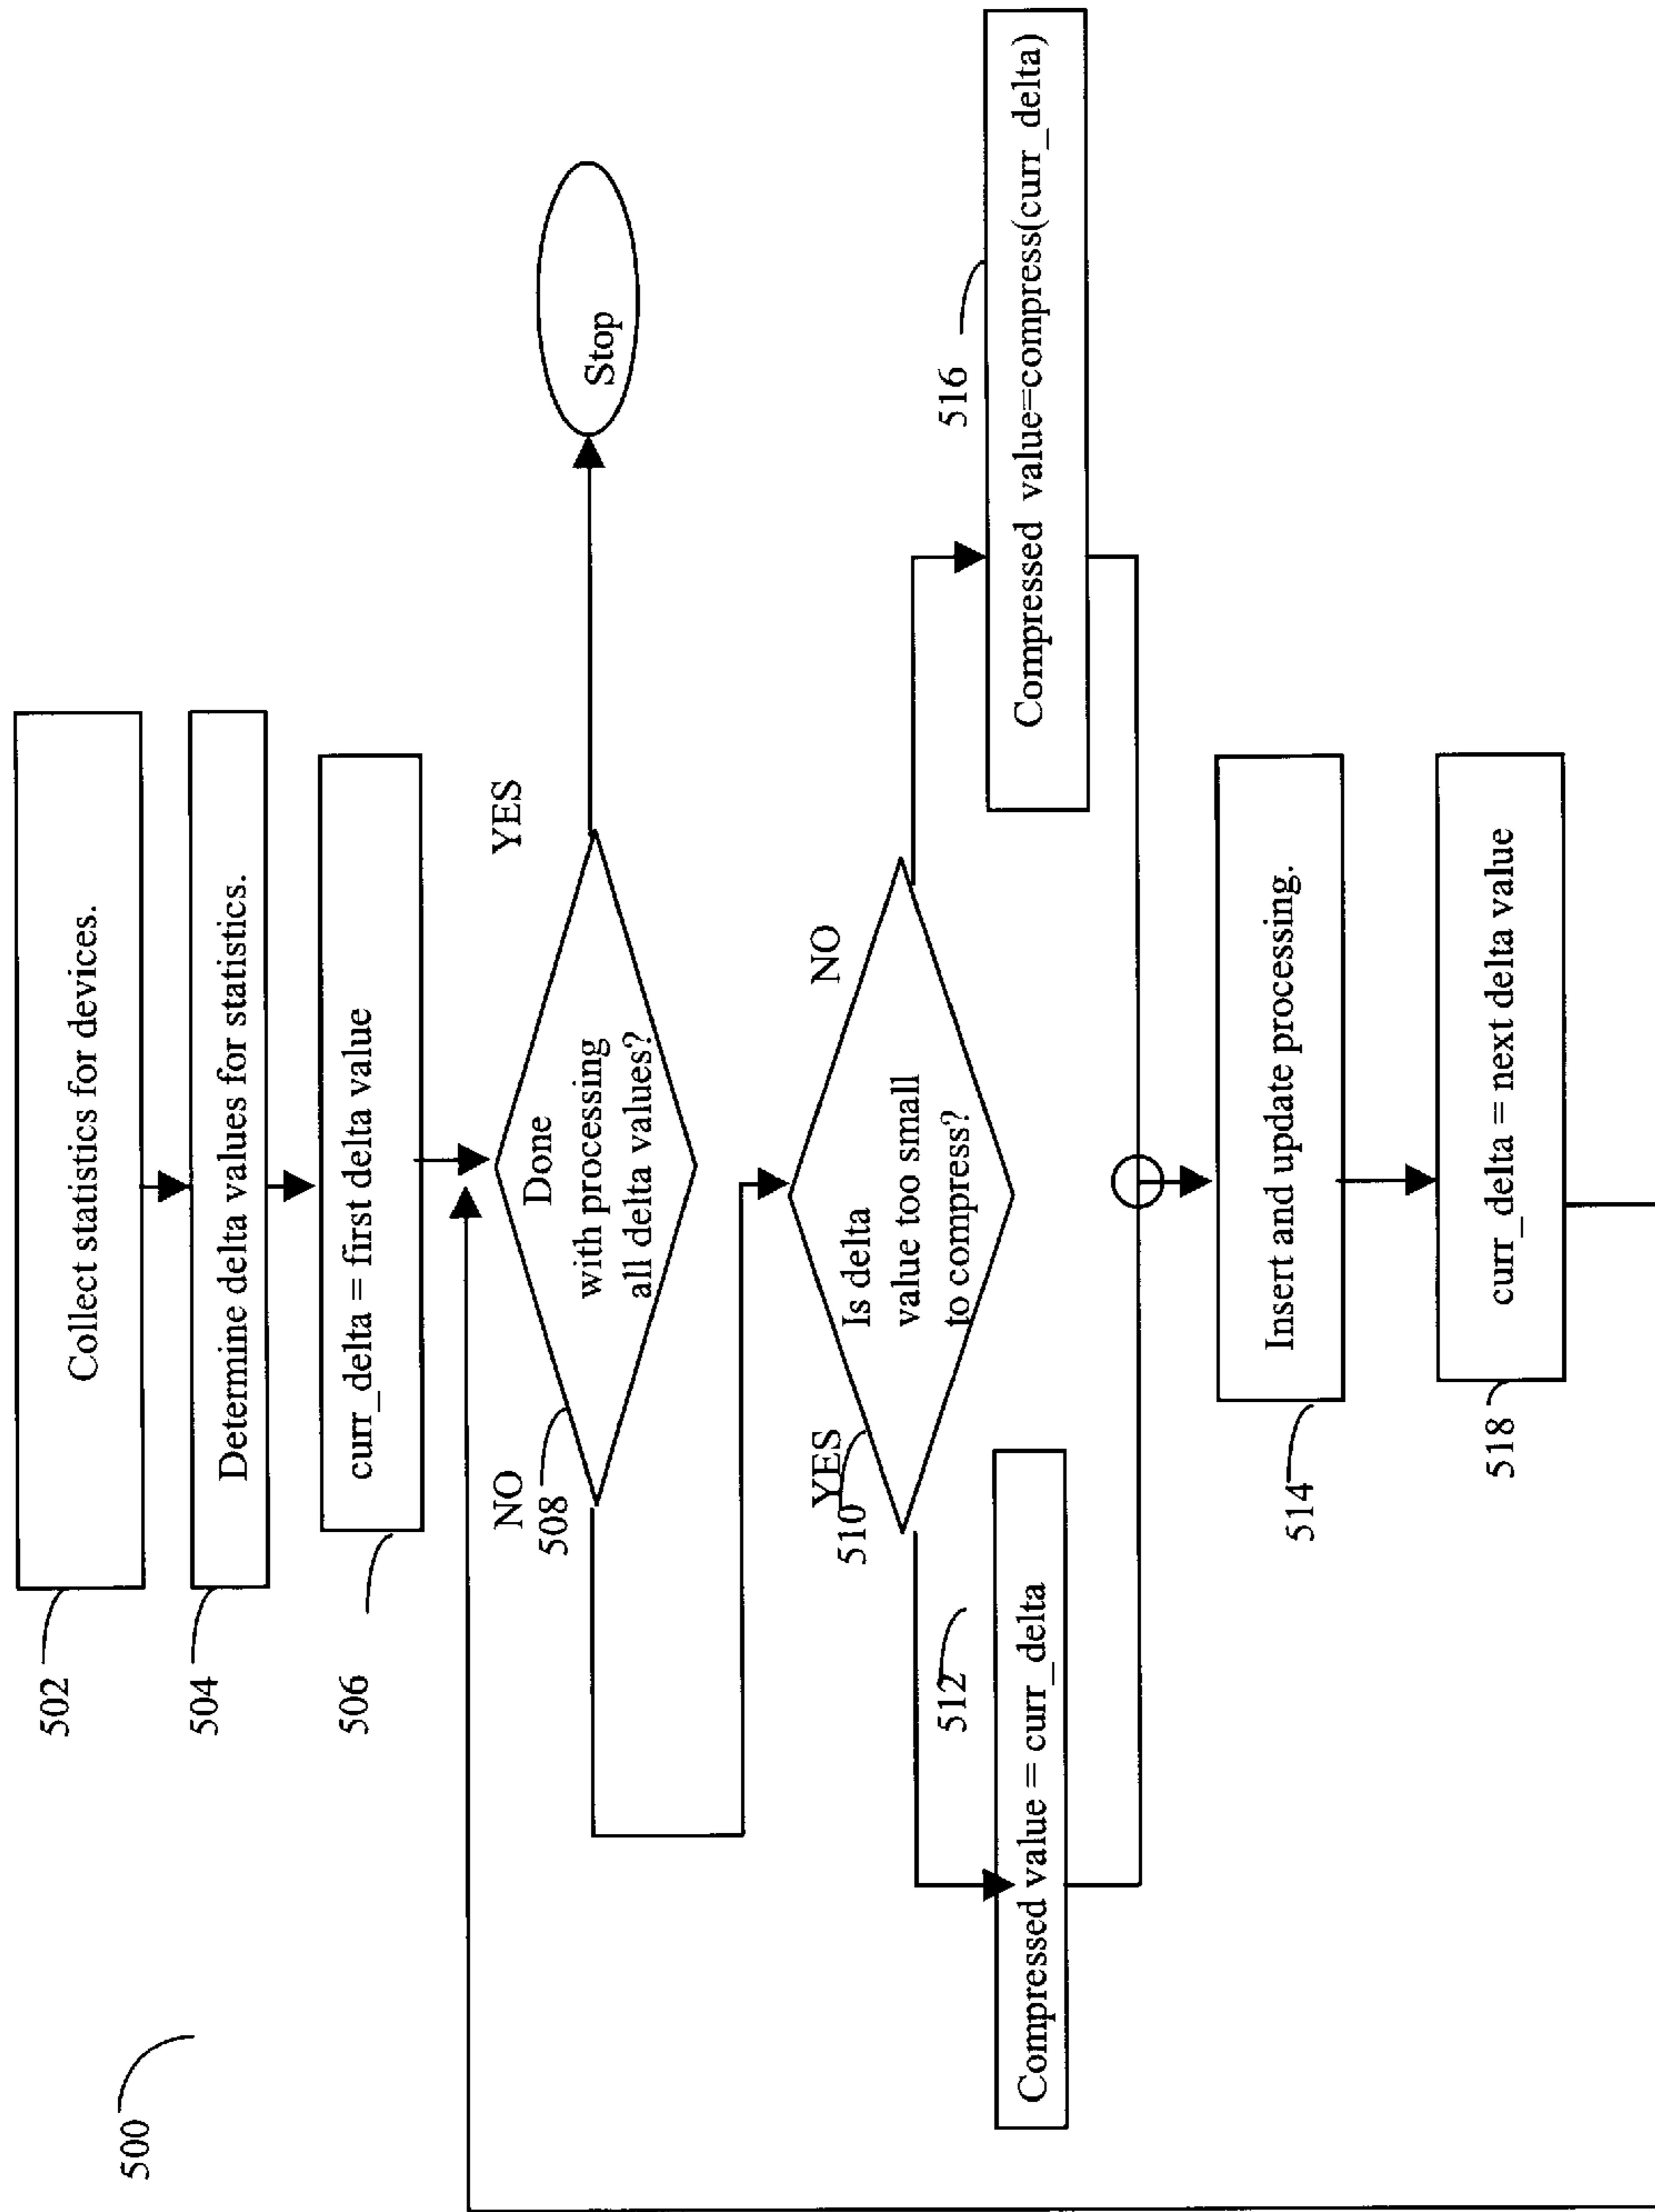 500
502
Collect statistics for devices.
504
Determine delta values for statistics.
506
curr_delta = first delta value
NO
508
Done
with processing
all delta values?
YES
Stop
YES
510
Is delta
value too small
to compress?
NO
512
Compressed value = curr_delta
516
Compressed value=compress(curr_delta)
514
Insert and update processing.
518
curr_delta = next delta value